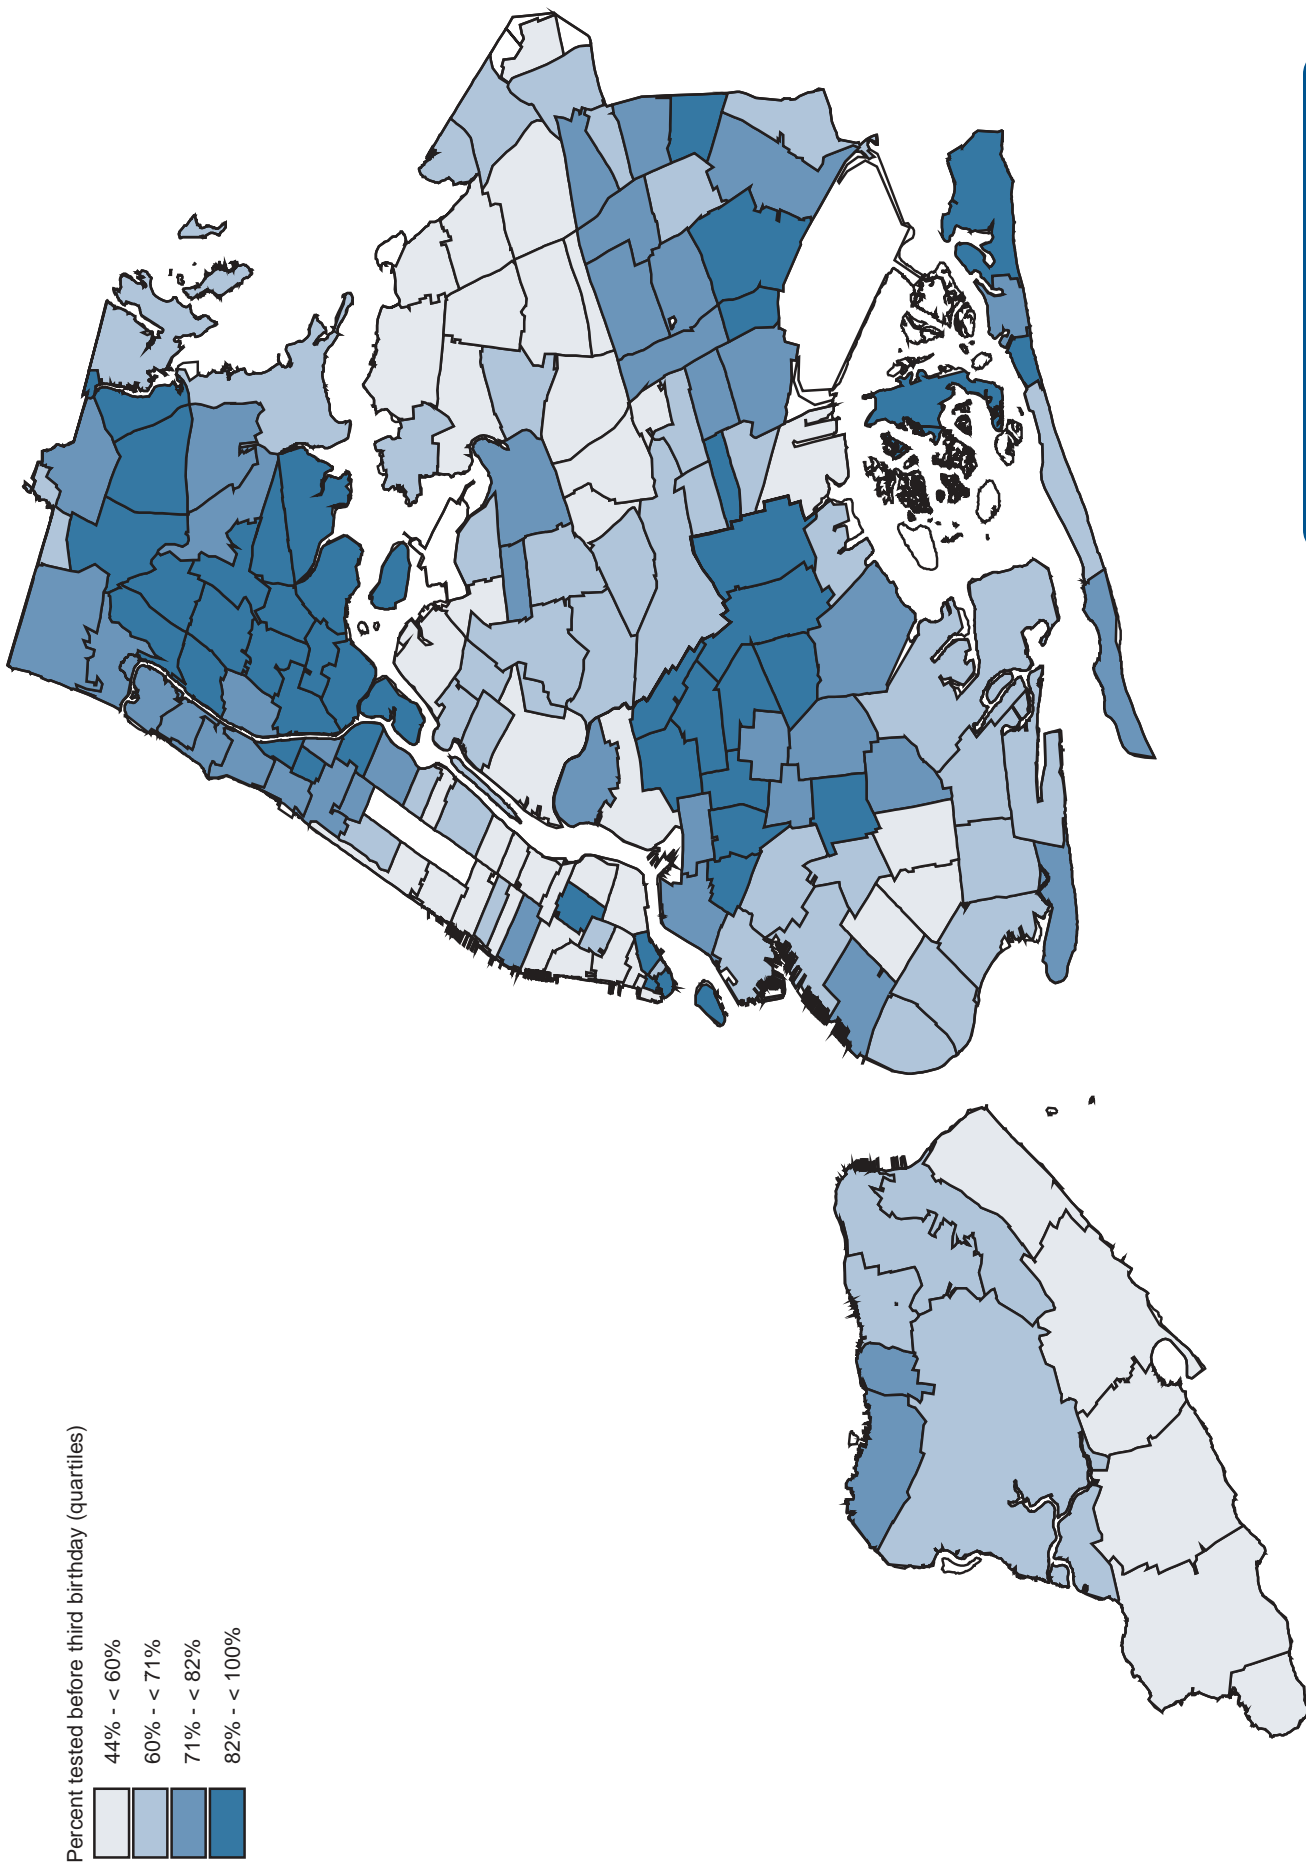 Percent tested before third birthday (quartiles)
44% - < 60%
60% - < 71%
71% - < 82%
82% - < 100%